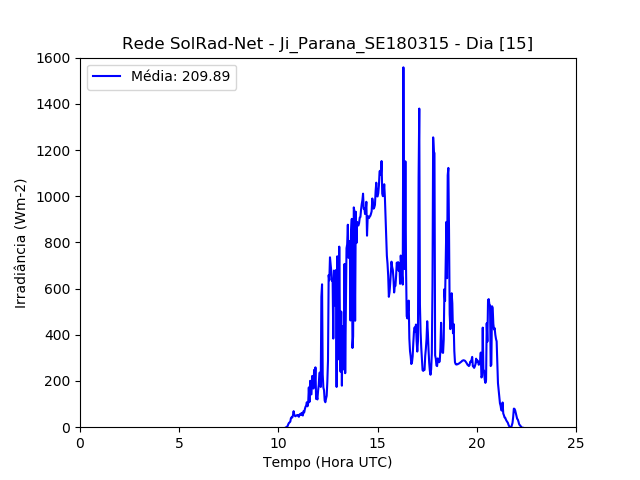 Rede SolRad-Net - Ji_Parana_SE180315 - Dia [15]
Média: 209.89
Irradiância (Wm-2)
1600
1400
1200
1000
800
600
400
200
0
0 5 10 15 20 25
Tempo (Hora UTC)